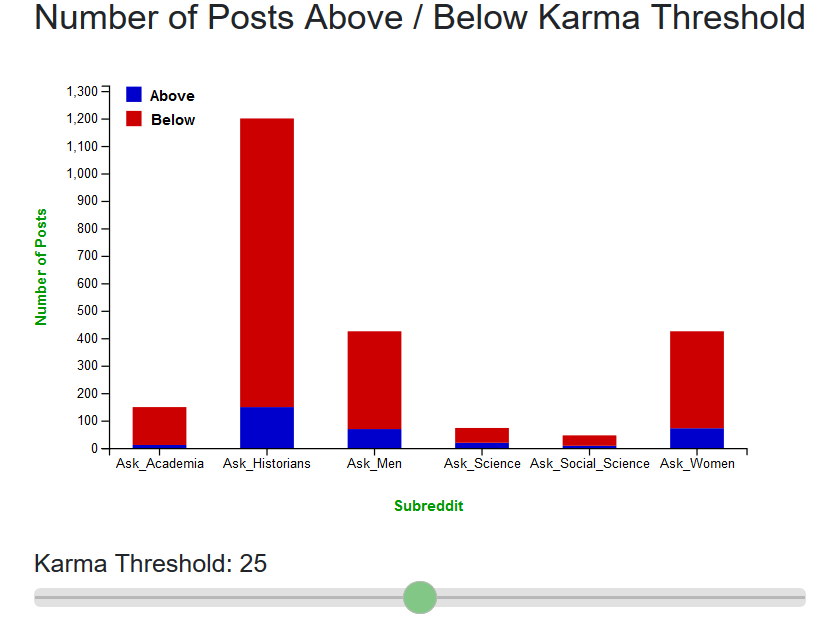 Number of Posts Above / Below Karma Threshold
Above
Below
1,300
1,200
1,100
1,000
900
800
700
600
500
400
300
200
100
0
Number of Posts
Ask_Academia Ask_Historians Ask_Men Ask_Science Ask_Social_Science Ask_Women
Subreddit
Karma Threshold: 25